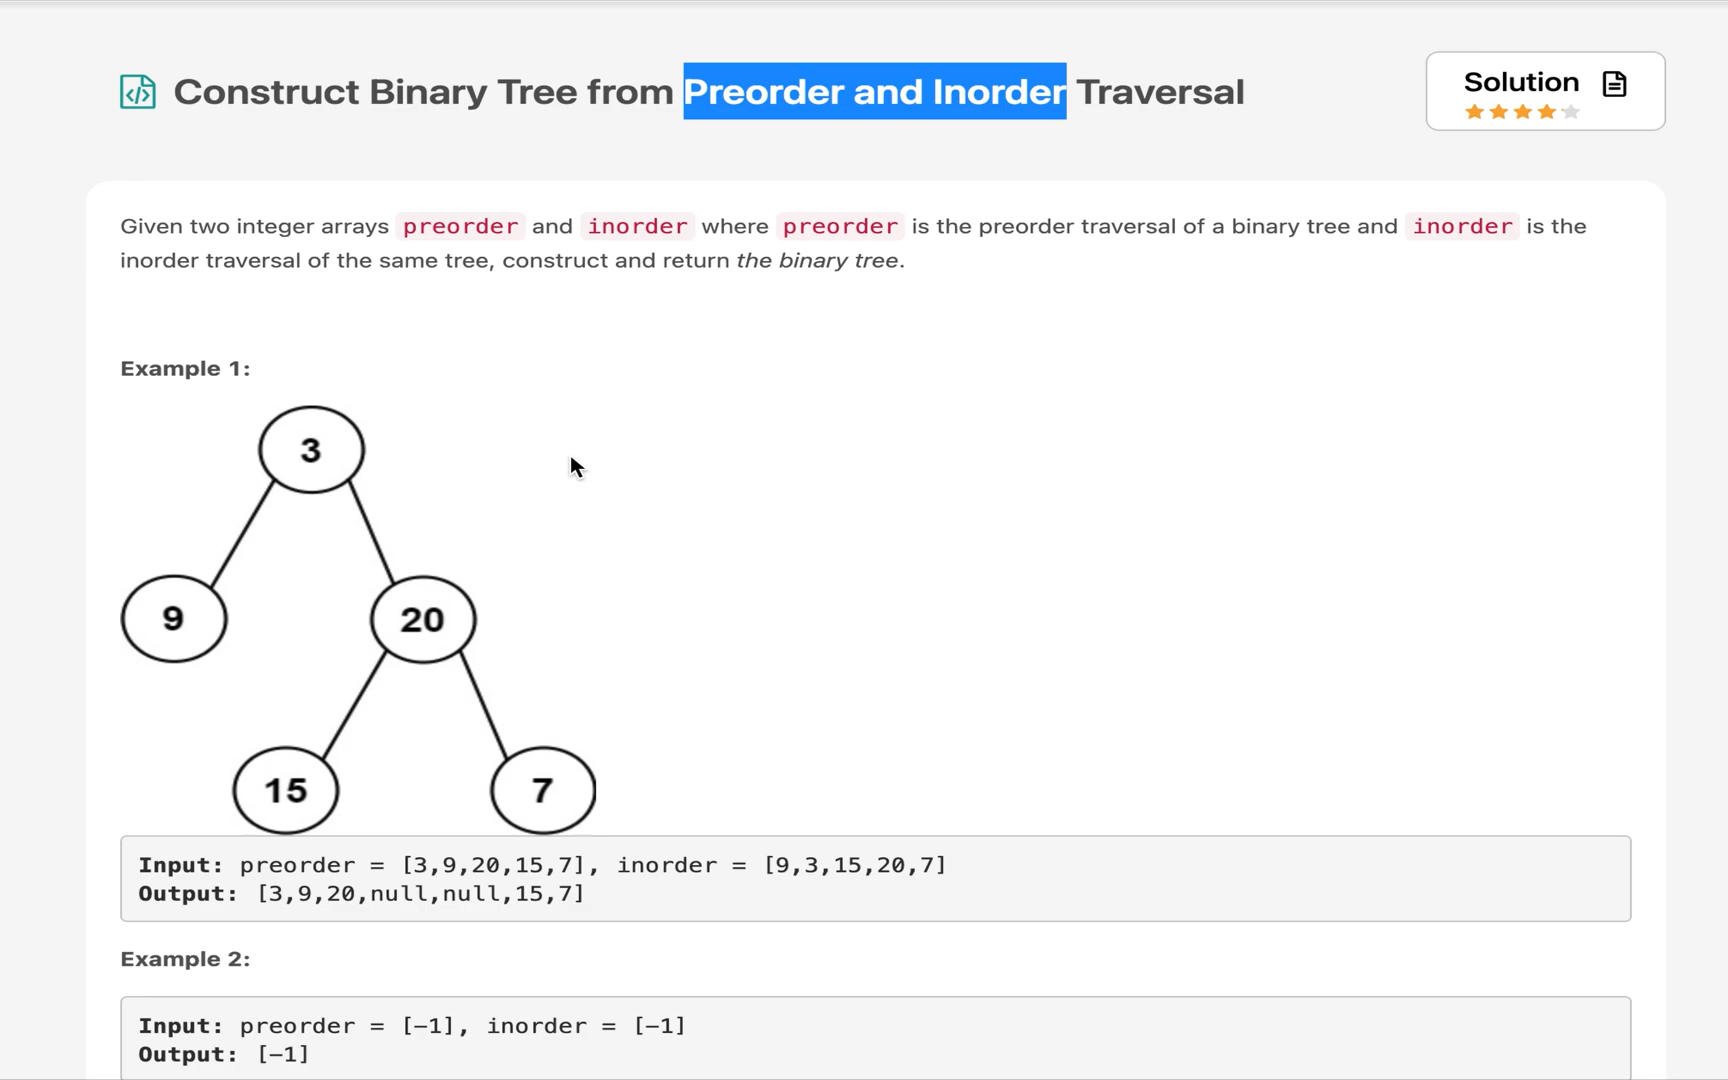 Construct Binary Tree from Preorder and Inorder Traversal
Solution
Given two integer arrays preorder and inorder where preorder is the preorder traversal of a binary tree and inorder is the
inorder traversal of the same tree, construct and return the binary tree.
Example 1:
3
9
20
15
7
Input: preorder = [3,9,20,15,7], inorder = [9,3,15,20,7]
Output: [3,9,20,null,null,15,7]
Example 2:
Input: preorder = [−1], inorder = [−1]
Output: [−1]